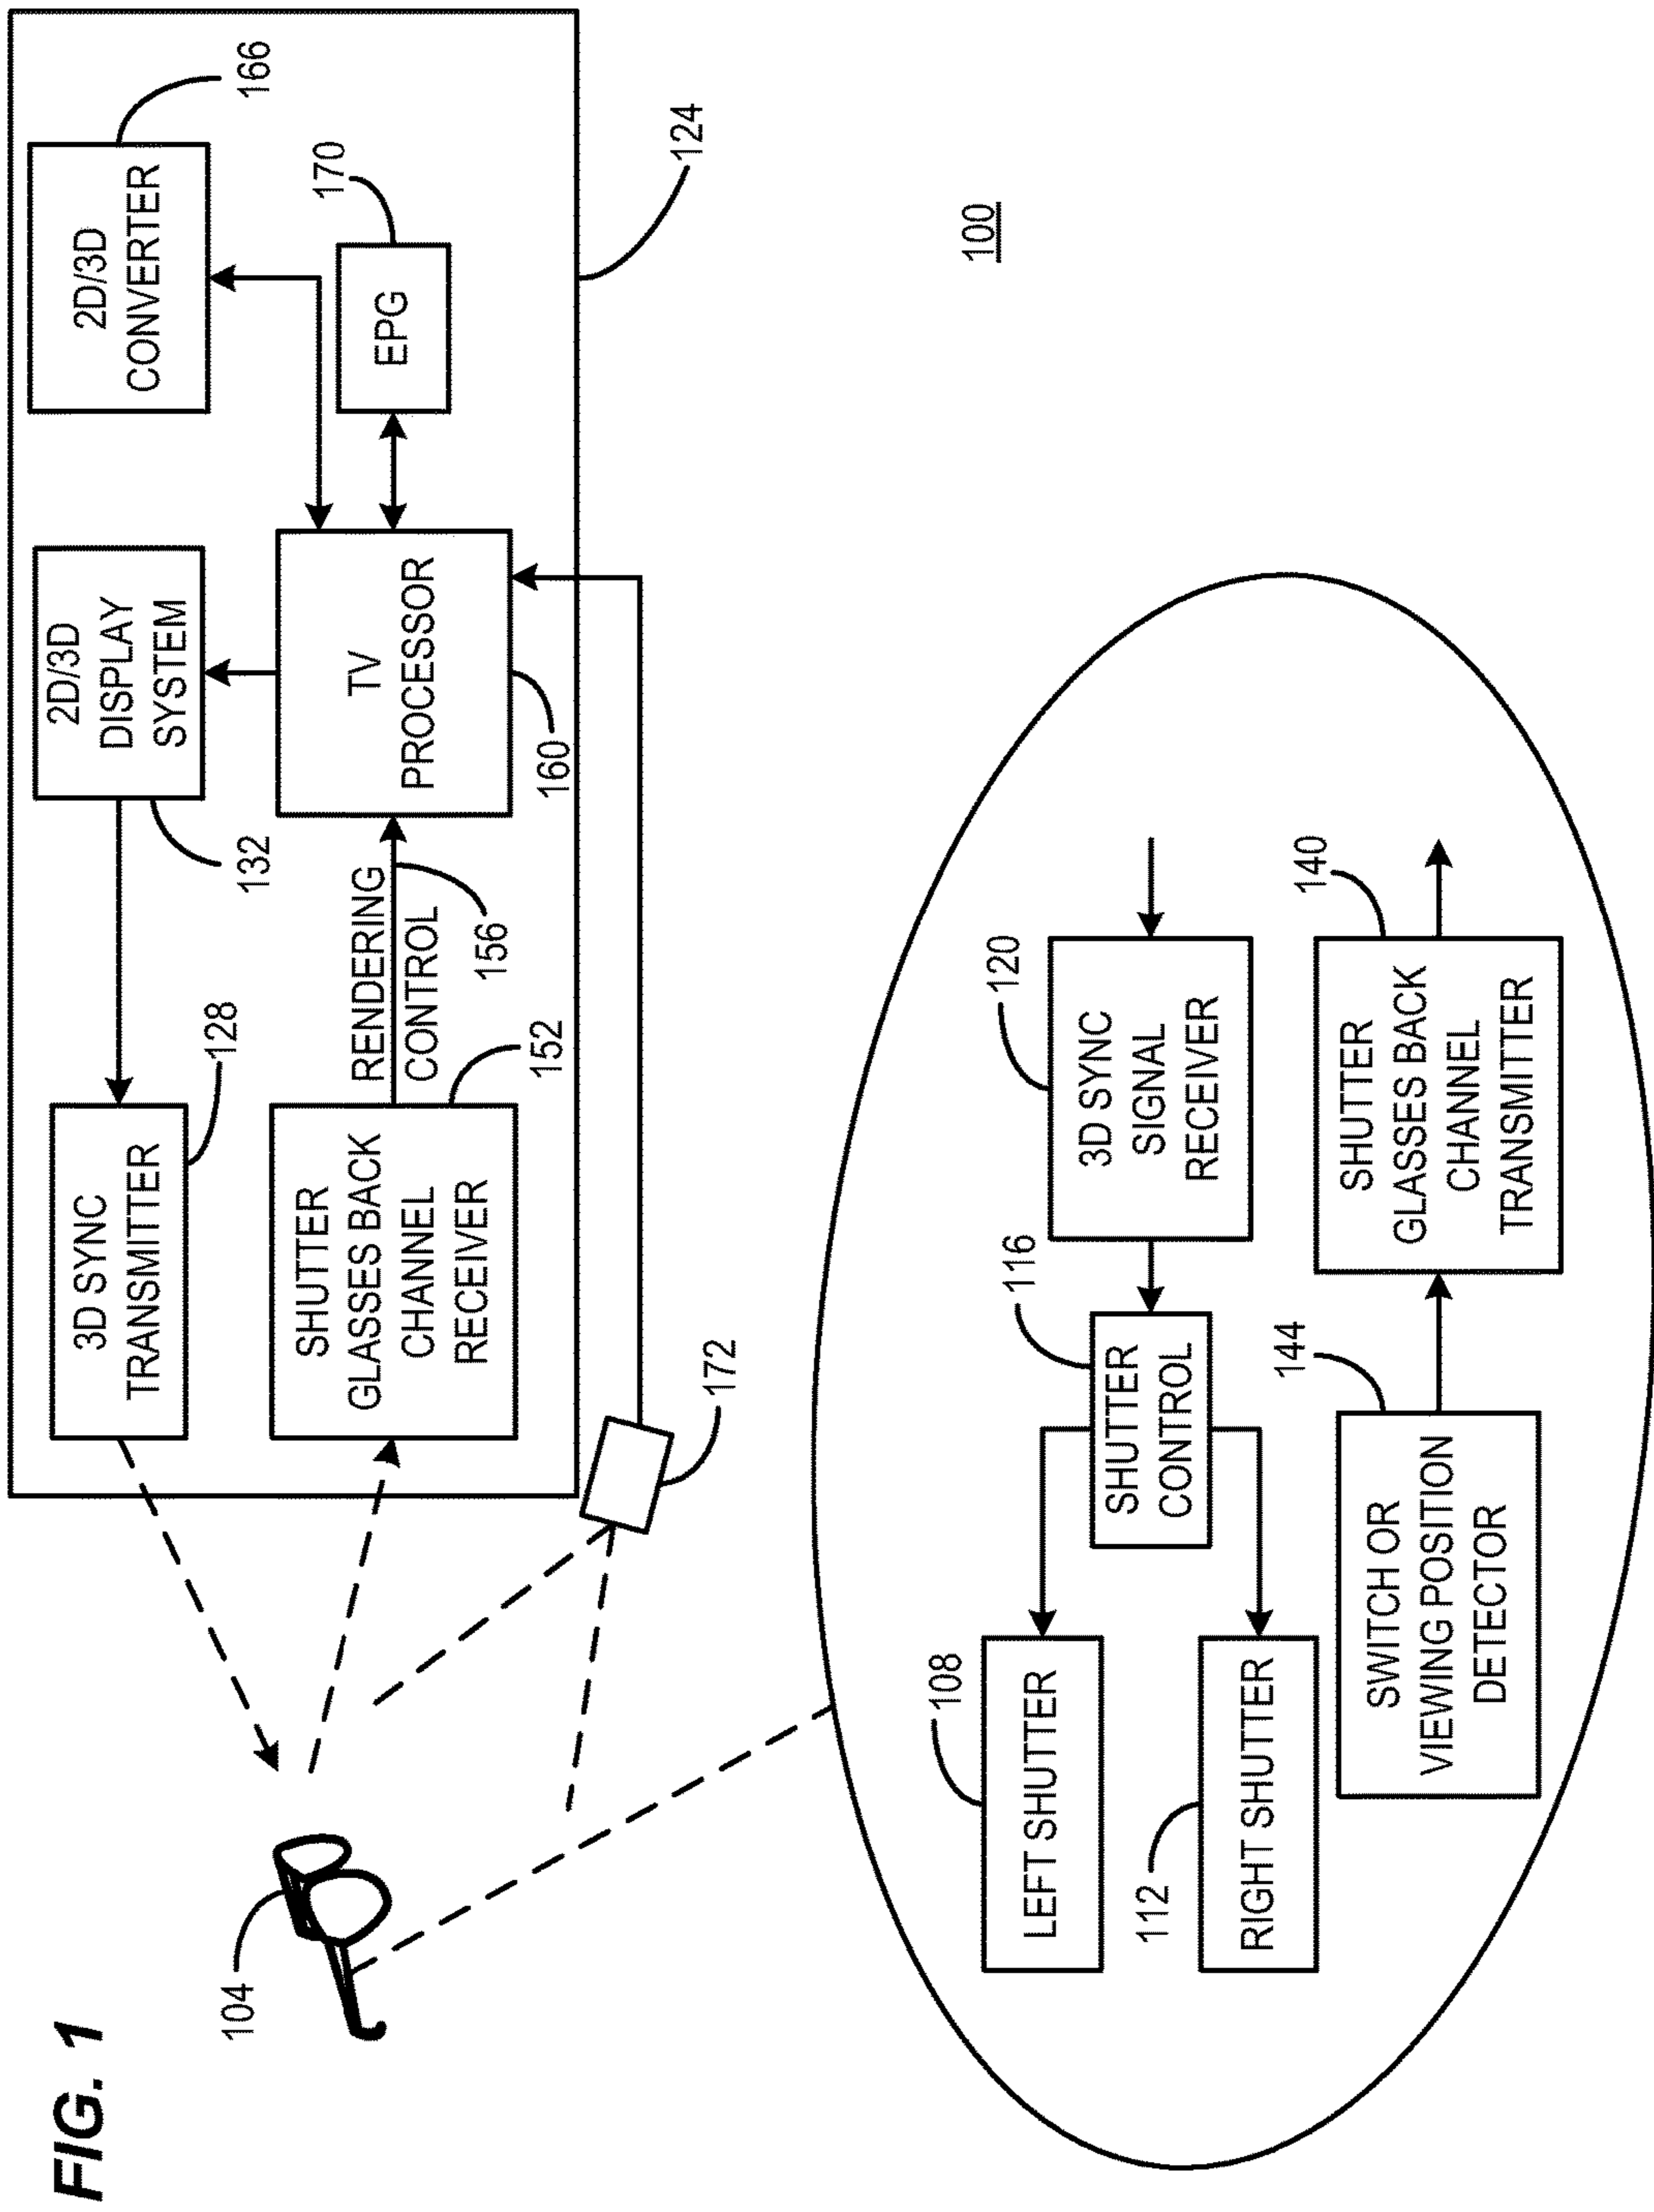 FIG. 1
104
3D SYNC
TRANSMITTER
128
2D/3D
DISPLAY
SYSTEM
132
2D/3D
CONVERTER
166
SHUTTER
GLASSES BACK
CHANNEL
RECEIVER
152
RENDERING
CONTROL
156
TV
PROCESSOR
160
EPG
170
172
124
100
LEFT SHUTTER
108
RIGHT SHUTTER
112
SHUTTER
CONTROL
116
3D SYNC
SIGNAL
RECEIVER
120
SWITCH OR
VIEWING POSITION
DETECTOR
144
SHUTTER
GLASSES BACK
CHANNEL
TRANSMITTER
140